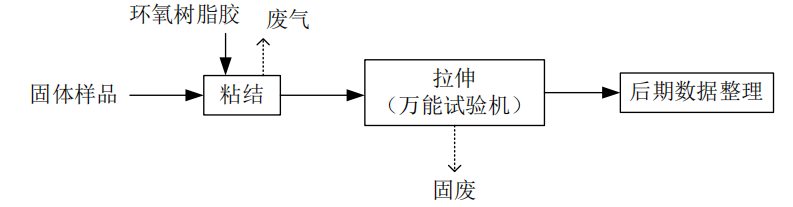 环氧树脂胶
废气
固体样品
粘结
拉伸
（万能试验机）
后期数据整理
固废